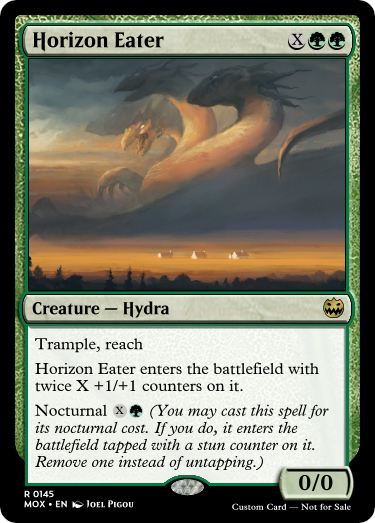 Horizon Eater X
Creature — Hydra
Trample, reach
Horizon Eater enters the battlefield with
twice X +1/+1 counters on it.
Nocturnal X (You may cast this spell for
its nocturnal cost. If you do, it enters the
battlefield tapped with a stun counter on it.
Remove one instead of untapping.)
0/0
R 0145
MOX • EN Joel Pigou
Custom Card — Not for Sale